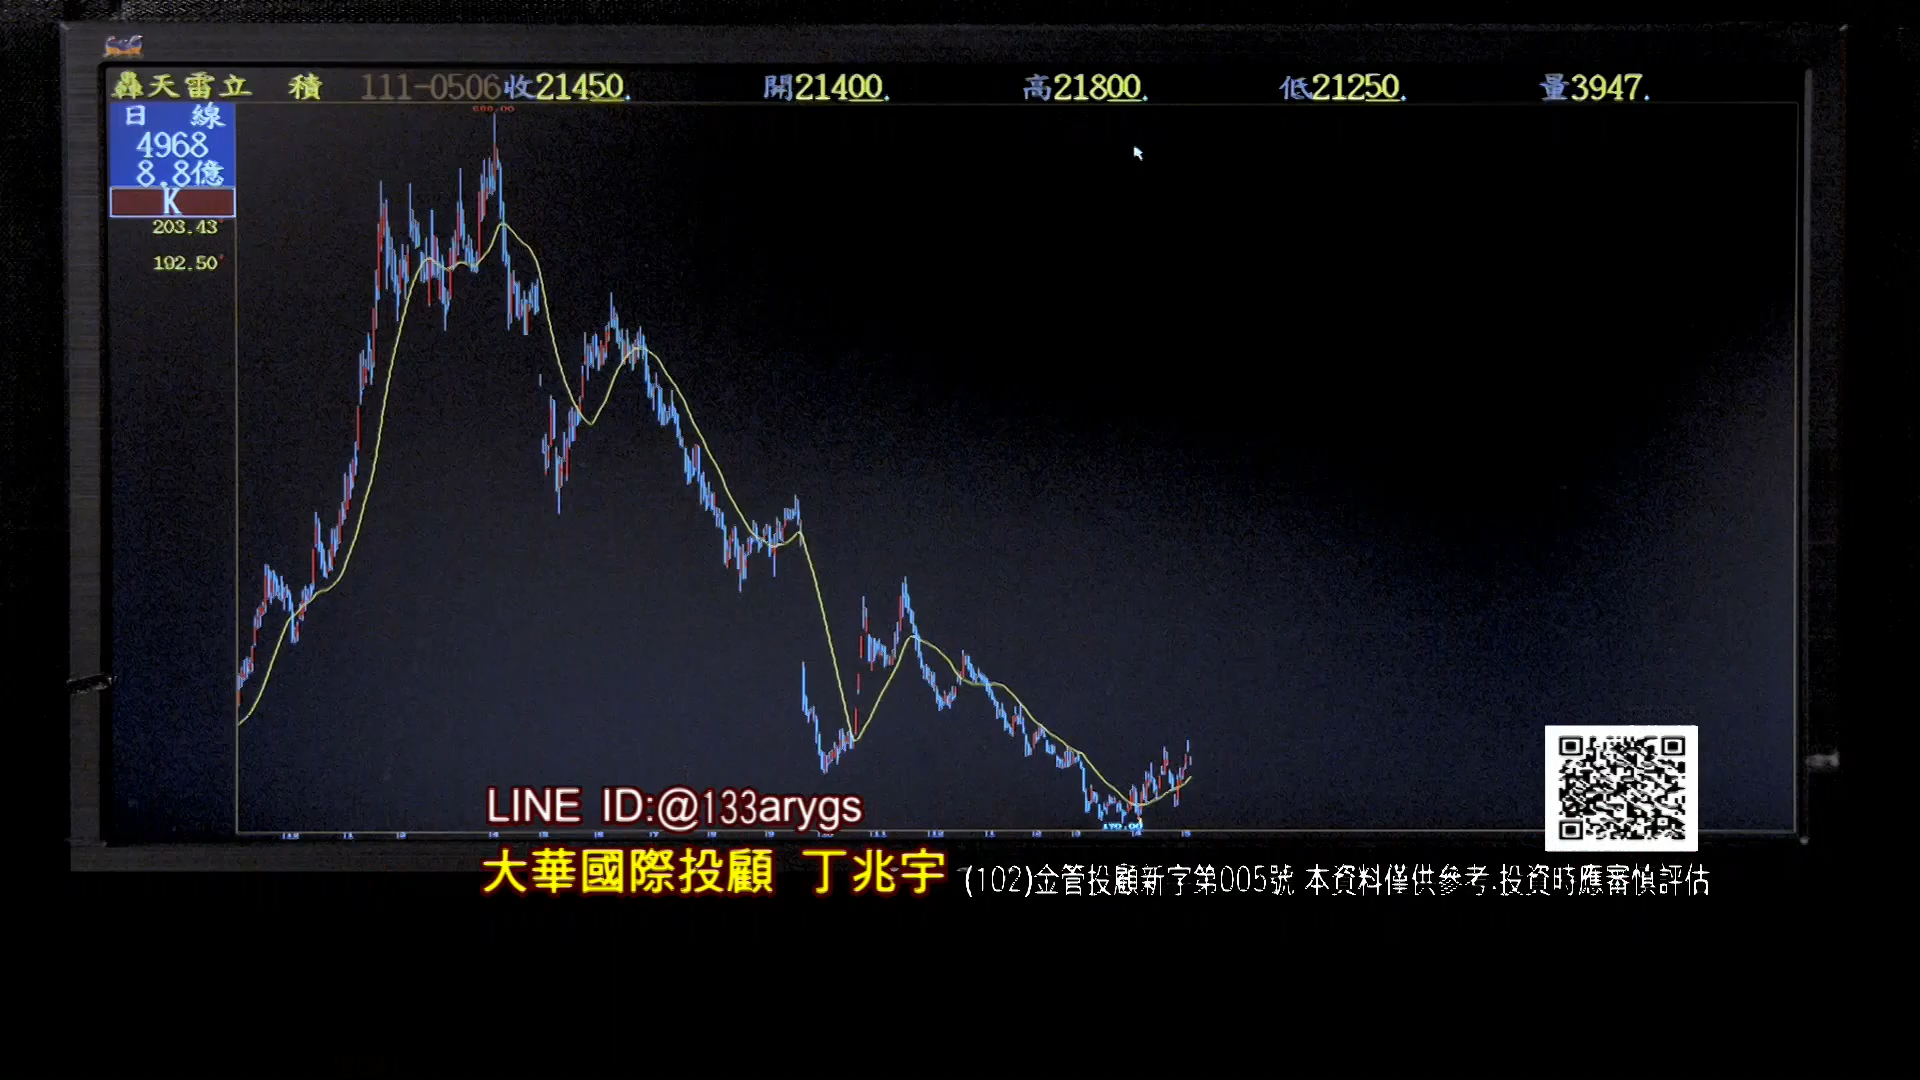 轟天雷立 積 111-0506收21450. 開21400. 高21800. 低21250. 量3947.
日 線
4968
8.8億
K
203.43
192.50
170.00
LINE ID:@133arygs
大華國際投顧 丁兆宇 (102)金管投顧新字第005號 本資料僅供參考.投資時應審慎評估